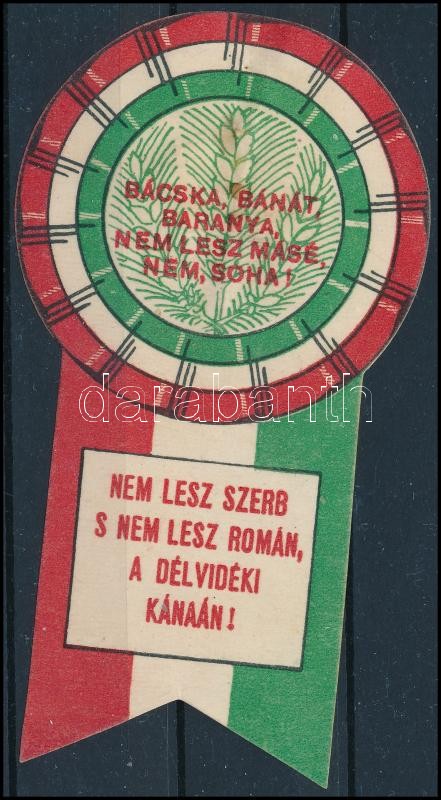 BÁCSKA, BÁNÁT,
BARANYA,
NEM LESZ MÁSÉ,
NEM, SOHA!
darabanth
NEM LESZ SZERB
S NEM LESZ ROMÁN,
A DÉLVIDÉKI
KÁNAÁN!